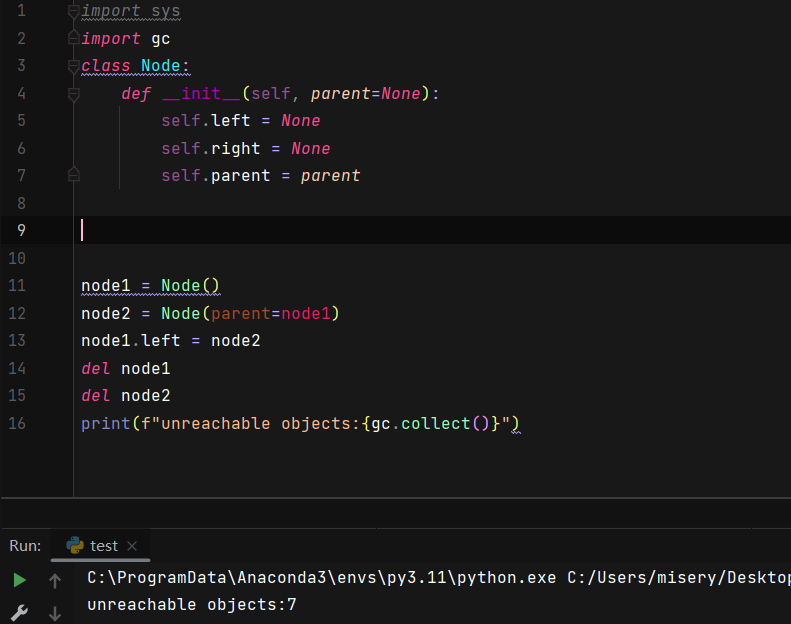 1 import sys
2 import gc
3 class Node:
4     def __init__(self, parent=None):
5         self.left = None
6         self.right = None
7         self.parent = parent
8
9
10
11 node1 = Node()
12 node2 = Node(parent=node1)
13 node1.left = node2
14 del node1
15 del node2
16 print(f"unreachable objects:{gc.collect()}")
Run: test
C:\ProgramData\Anaconda3\envs\py3.11\python.exe C:/Users/misery/Desktop
unreachable objects:7